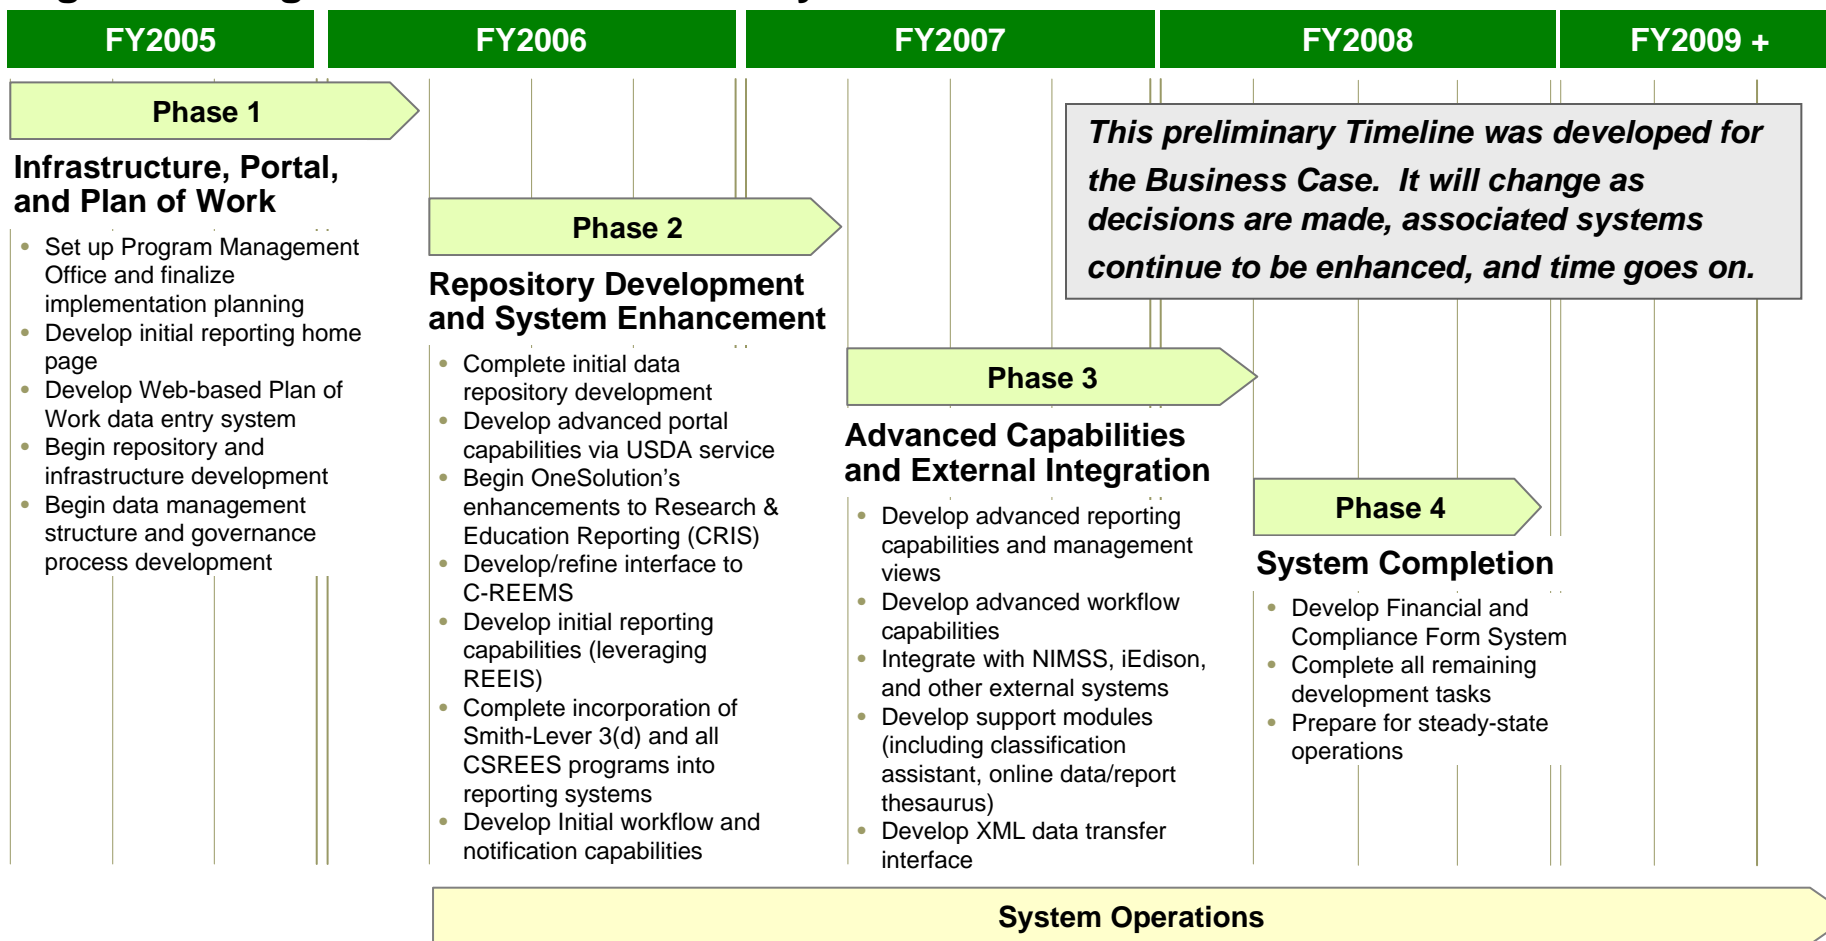 FY2005
FY2006
FY2007
FY2008
FY2009 +
Phase 1
Infrastructure, Portal,
and Plan of Work
• Set up Program Management
Office and finalize
implementation planning
• Develop initial reporting home
page
• Develop Web-based Plan of
Work data entry system
• Begin repository and
infrastructure development
• Begin data management
structure and governance
process development
Phase 2
Repository Development
and System Enhancement
• Complete initial data
repository development
• Develop advanced portal
capabilities via USDA service
• Begin OneSolution's
enhancements to Research &
Education Reporting (CRIS)
• Develop/refine interface to
C-REEMS
• Develop initial reporting
capabilities (leveraging
REEIS)
• Complete incorporation of
Smith-Lever 3(d) and all
CSREES programs into
reporting systems
• Develop Initial workflow and
notification capabilities
This preliminary Timeline was developed for
the Business Case. It will change as
decisions are made, associated systems
continue to be enhanced, and time goes on.
Phase 3
Advanced Capabilities
and External Integration
• Develop advanced reporting
capabilities and management
views
• Develop advanced workflow
capabilities
• Integrate with NIMSS, iEdison,
and other external systems
• Develop support modules
(including classification
assistant, online data/report
thesaurus)
• Develop XML data transfer
interface
Phase 4
System Completion
• Develop Financial and
Compliance Form System
• Complete all remaining
development tasks
• Prepare for steady-state
operations
System Operations